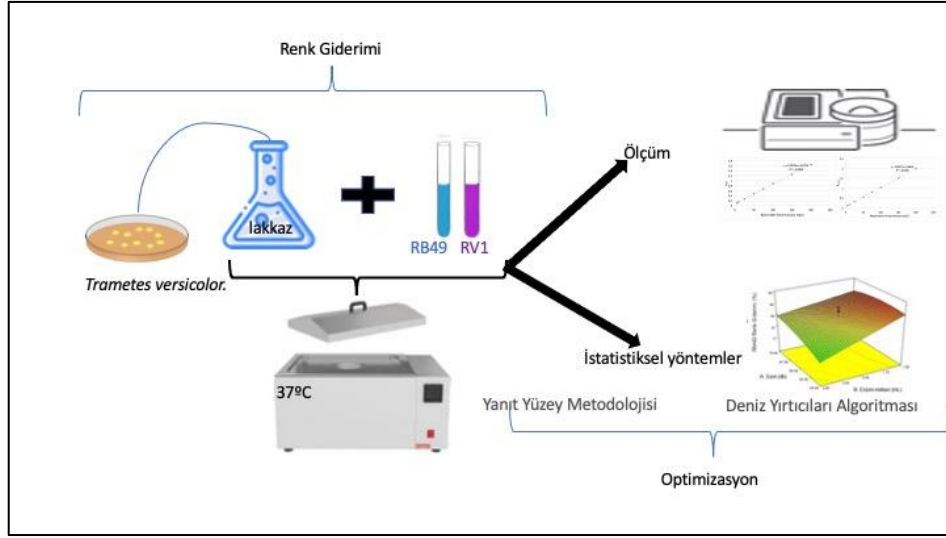 Renk Giderimi
Ölçüm
lakkaz
RB49
RV1
Trametes versicolor.
37ºC
İstatistiksel yöntemler
Yanıt Yüzey Metodolojisi
Deniz Yırtıcıları Algoritması
Optimizasyon